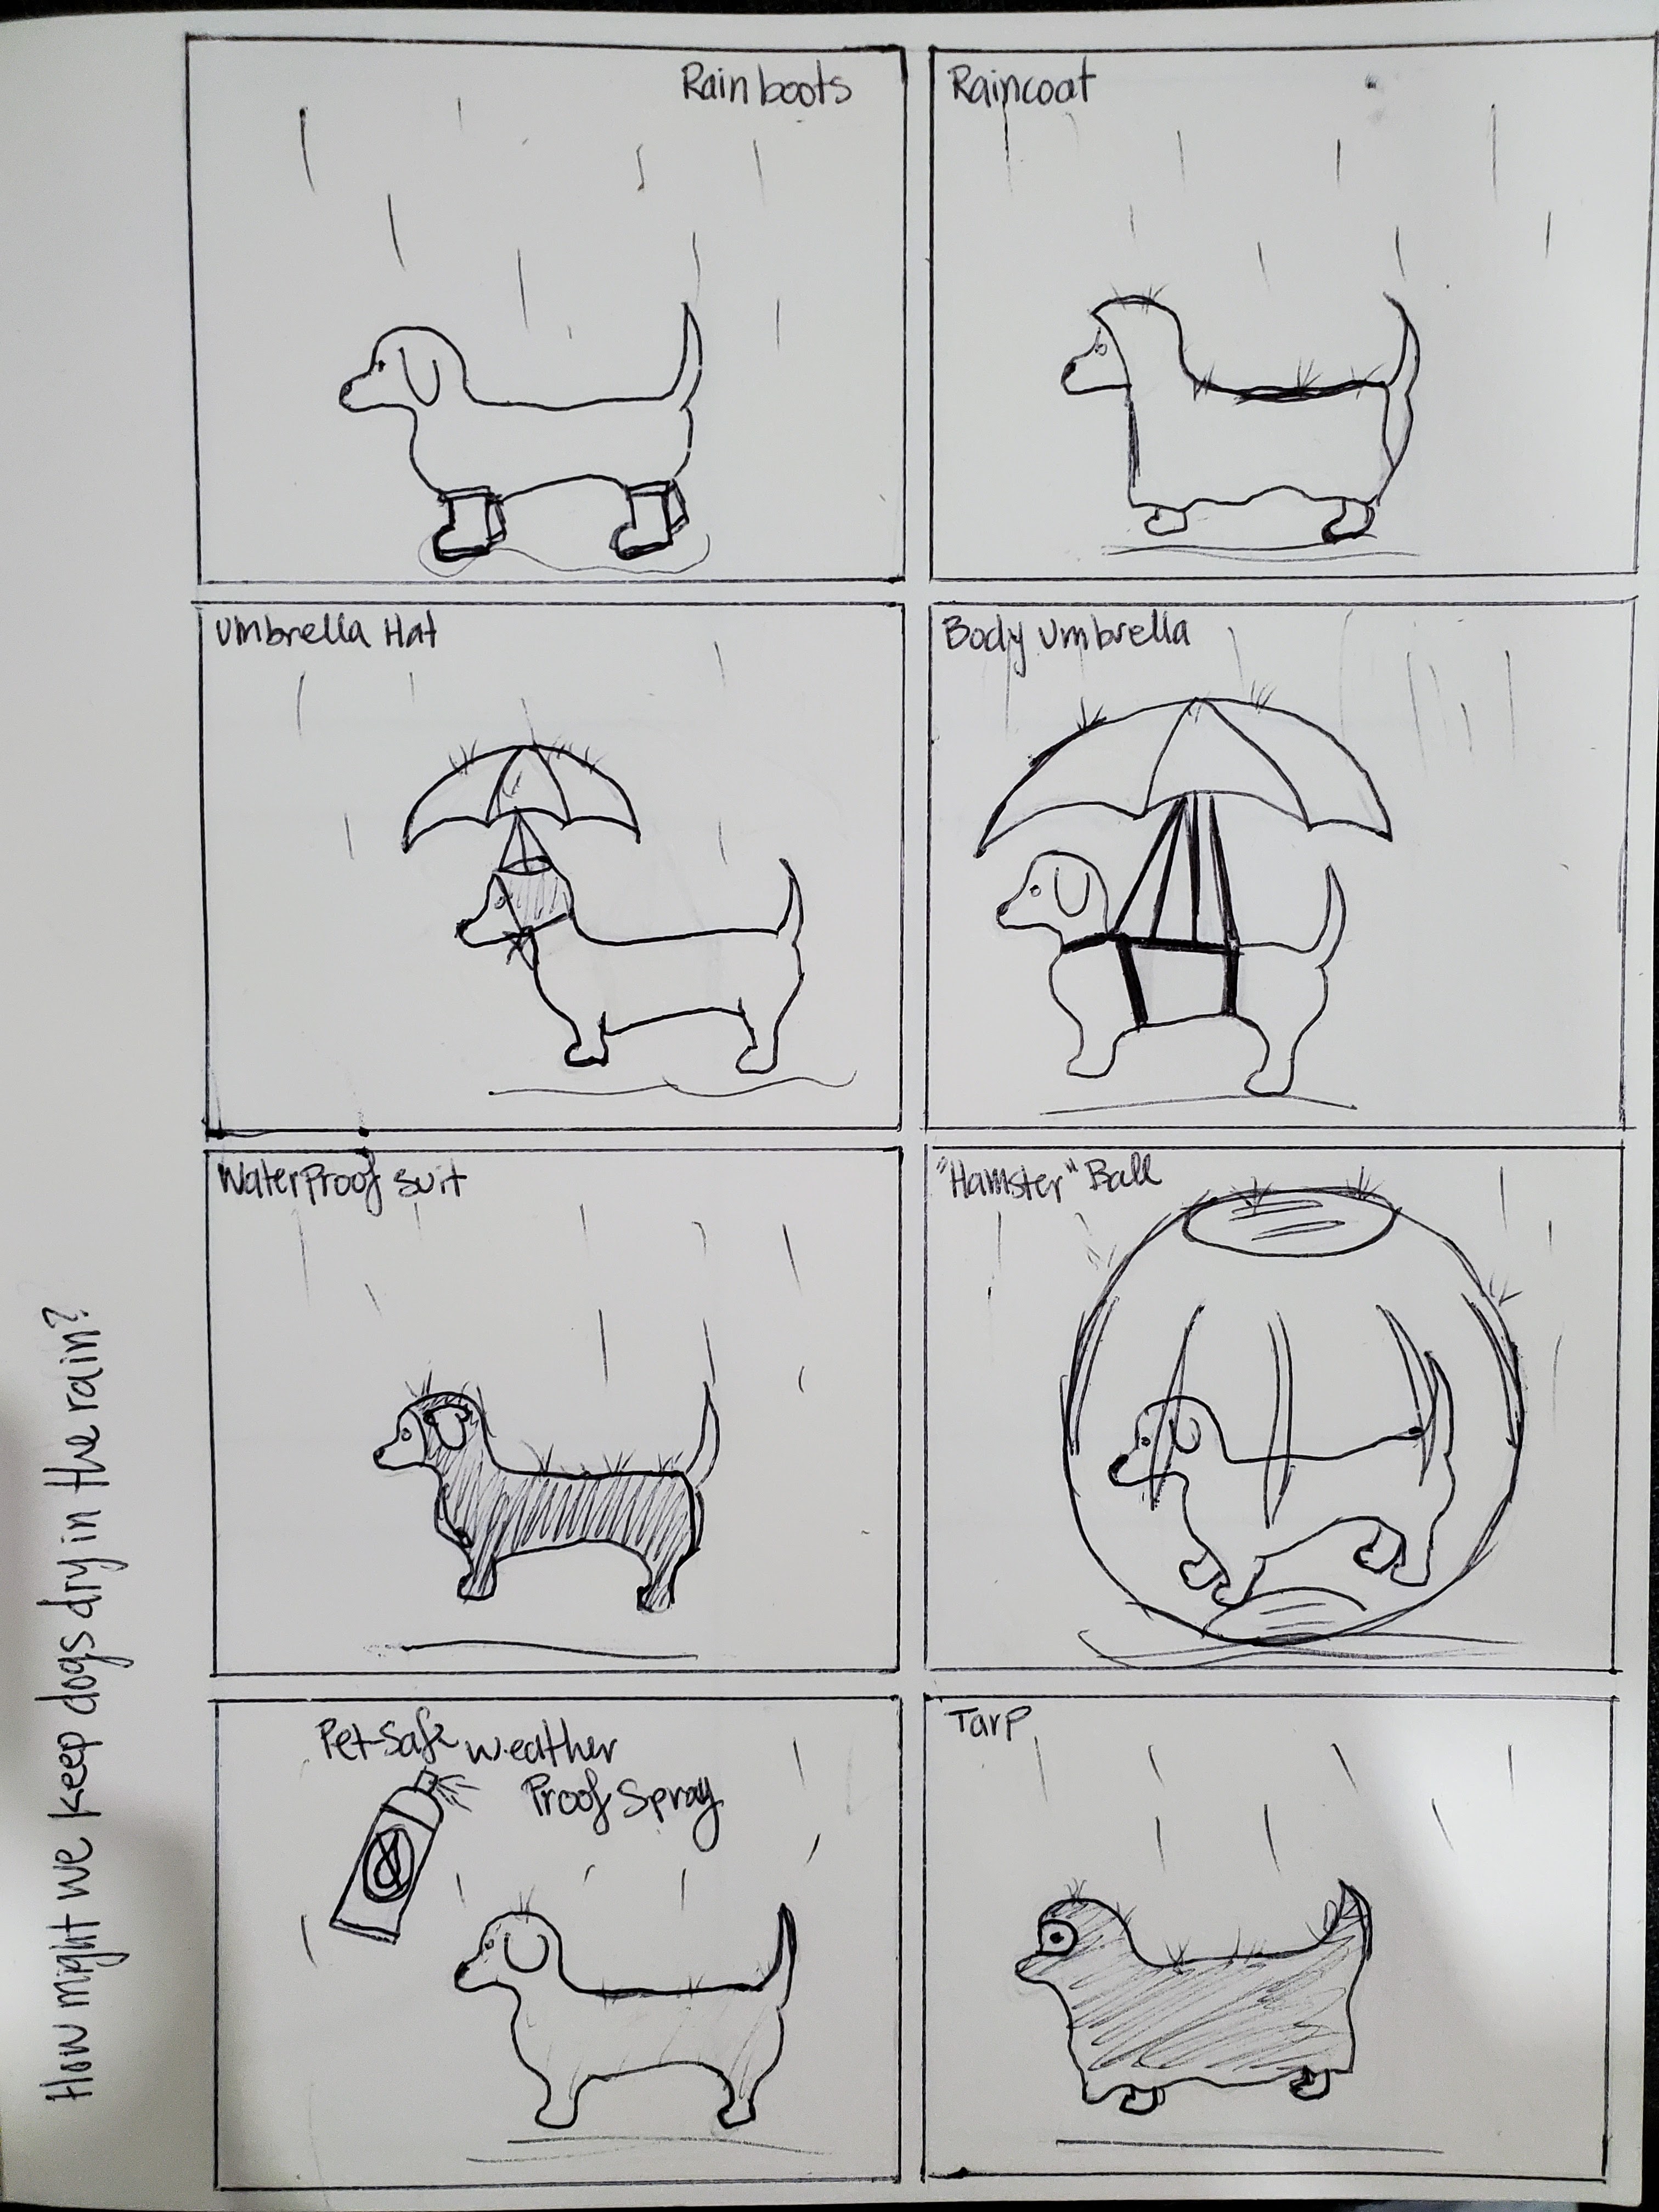 How might we keep dogs dry in the rain?
Rain boots
Raincoat
Umbrella Hat
Body Umbrella
WaterProof suit
"Hamster" Ball
Pet-Safe weather
Proof Spray
Tarp